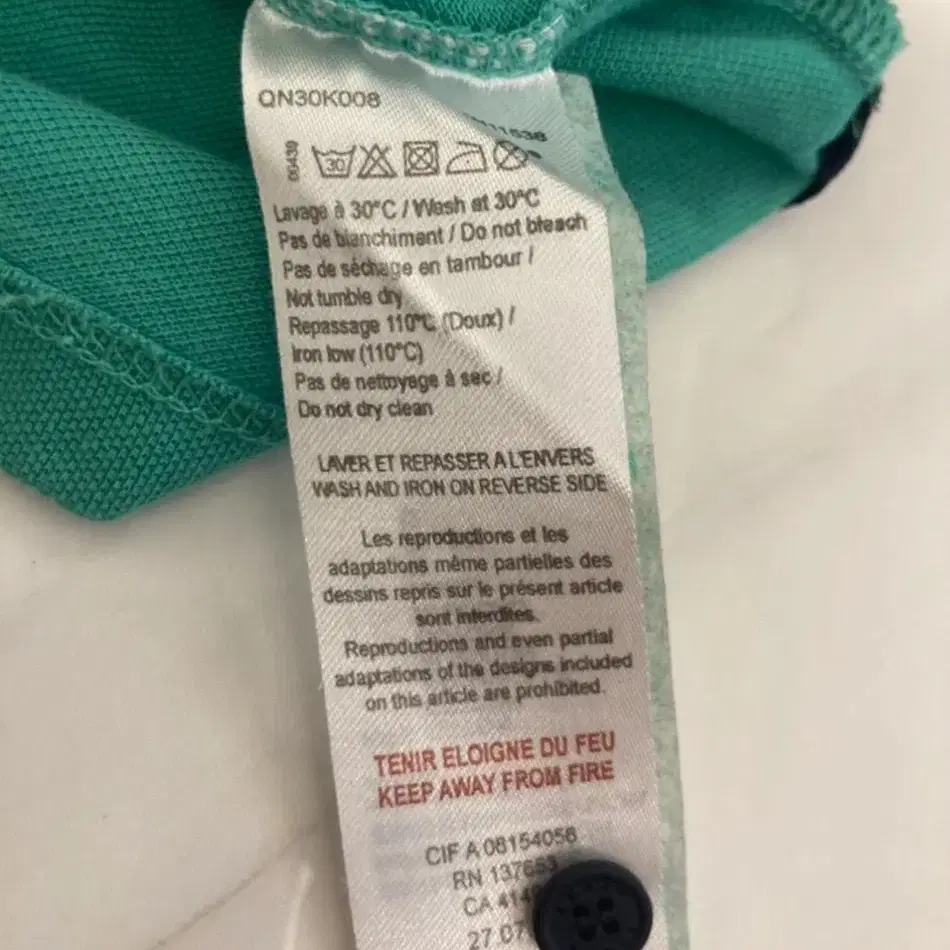 QN30K008
00439
30
Lavage à 30°C / Wash at 30°C
Pas de blanchiment / Do not bleach
Pas de séchage en tambour /
Not tumble dry
Repassage 110°C (Doux) /
Iron low (110°C)
Pas de nettoyage à sec /
Do not dry clean
LAVER ET REPASSER A L'ENVERS
WASH AND IRON ON REVERSE SIDE
Les reproductions et les
adaptations même partielles des
dessins repris sur le présent article
sont interdites.
Reproductions and even partial
adaptations of the designs included
on this article are prohibited.
TENIR ELOIGNE DU FEU
KEEP AWAY FROM FIRE
CIF A 08154056
RN 137653
CA
27.07